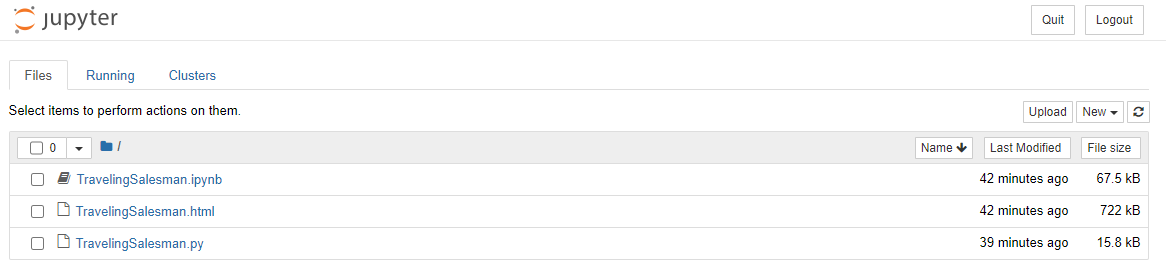 jupyter Quit Logout
Files Running Clusters
Select items to perform actions on them. Upload New
0 / Name Last Modified File size
TravelingSalesman.ipynb 42 minutes ago 67.5 kB
TravelingSalesman.html 42 minutes ago 722 kB
TravelingSalesman.py 39 minutes ago 15.8 kB